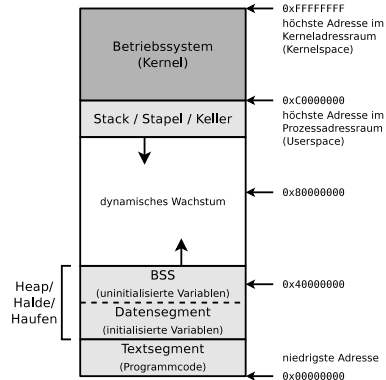 0xFFFFFFFF
höchste Adresse im
Kerneladressraum
(Kernelspace)
Betriebssystem
(Kernel)
0xC0000000
höchste Adresse im
Prozessadressraum
(Userspace)
Stack / Stapel / Keller
dynamisches Wachstum
0x80000000
BSS
(uninitialisierte Variablen)
0x40000000
Heap/
Halde/
Haufen
Datensegment
(initialisierte Variablen)
Textsegment
(Programmcode)
niedrigste Adresse
0x00000000